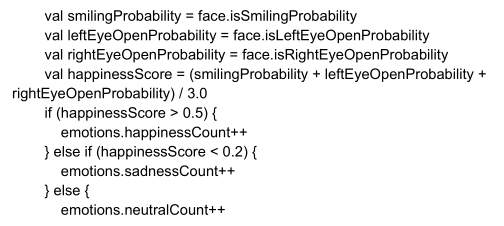 val smilingProbability = face.isSmilingProbability
val leftEyeOpenProbability = face.isLeftEyeOpenProbability
val rightEyeOpenProbability = face.isRightEyeOpenProbability
val happinessScore = (smilingProbability + leftEyeOpenProbability +
rightEyeOpenProbability) / 3.0
if (happinessScore > 0.5) {
emotions.happinessCount++
} else if (happinessScore < 0.2) {
emotions.sadnessCount++
} else {
emotions.neutralCount++